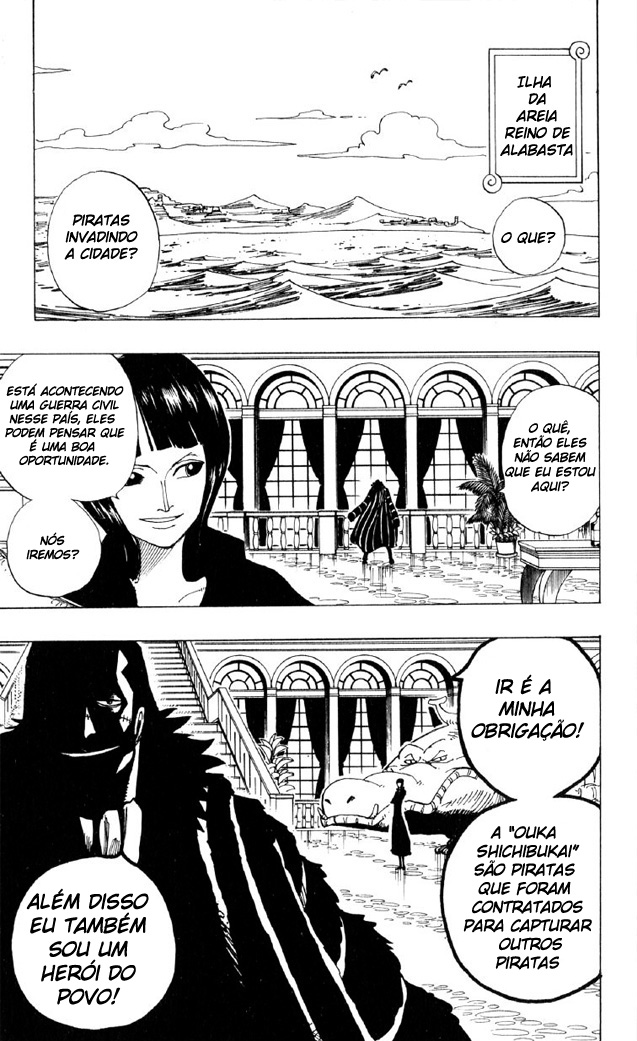 ILHA
DA
AREIA
REINO DE
ALABASTA
O QUE?
PIRATAS
INVADINDO
A CIDADE?
O QUÊ,
ENTÃO ELES
NÃO SABEM
QUE EU ESTOU
AQUI?
ESTÁ ACONTECENDO
UMA GUERRA CIVIL
NESSE PAÍS, ELES
PODEM PENSAR QUE
É UMA BOA
OPORTUNIDADE.
NÓS
IREMOS?
IR É A
MINHA
OBRIGAÇÃO!
A "OUKA
SHICHIBUKAI"
SÃO PIRATAS
QUE FORAM
CONTRATADOS
PARA CAPTURAR
OUTROS
PIRATAS
ALÉM DISSO
EU TAMBÉM
SOU UM
HERÓI DO
POVO!